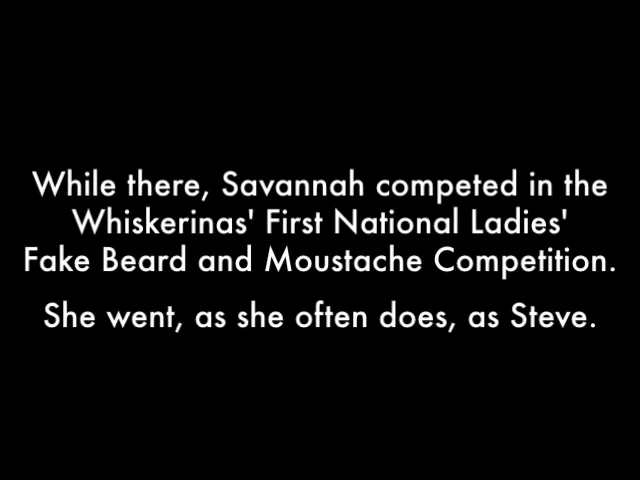 While there, Savannah competed in the
Whiskerinas' First National Ladies'
Fake Beard and Moustache Competition.
She went, as she often does, as Steve.